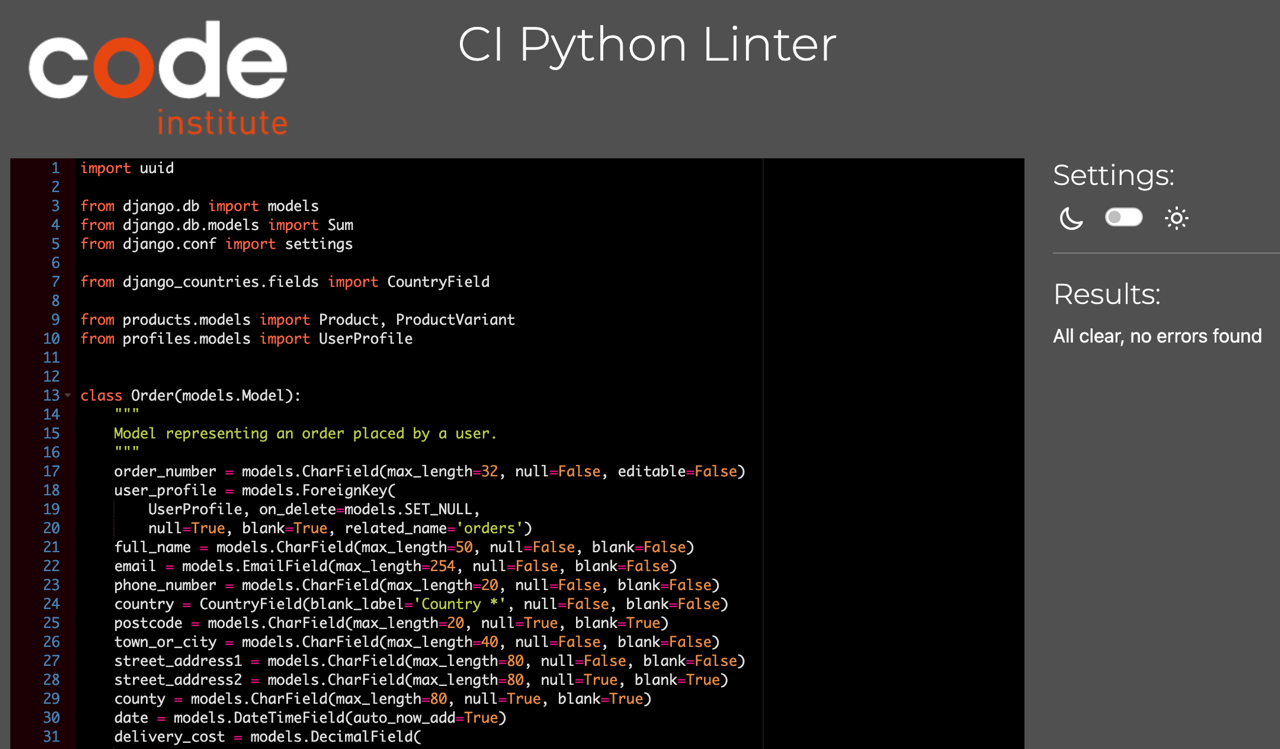 code
institute
CI Python Linter
1 import uuid
2
3 from django.db import models
4 from django.db.models import Sum
5 from django.conf import settings
6
7 from django_countries.fields import CountryField
8
9 from products.models import Product, ProductVariant
10 from profiles.models import UserProfile
11
12
13 class Order(models.Model):
14     """
15     Model representing an order placed by a user.
16     """
17     order_number = models.CharField(max_length=32, null=False, editable=False)
18     user_profile = models.ForeignKey(
19         UserProfile, on_delete=models.SET_NULL,
20         null=True, blank=True, related_name='orders')
21     full_name = models.CharField(max_length=50, null=False, blank=False)
22     email = models.EmailField(max_length=254, null=False, blank=False)
23     phone_number = models.CharField(max_length=20, null=False, blank=False)
24     country = CountryField(blank_label='Country *', null=False, blank=False)
25     postcode = models.CharField(max_length=20, null=True, blank=True)
26     town_or_city = models.CharField(max_length=40, null=False, blank=False)
27     street_address1 = models.CharField(max_length=80, null=False, blank=False)
28     street_address2 = models.CharField(max_length=80, null=True, blank=True)
29     county = models.CharField(max_length=80, null=True, blank=True)
30     date = models.DateTimeField(auto_now_add=True)
31     delivery_cost = models.DecimalField(
Settings:
Results:
All clear, no errors found